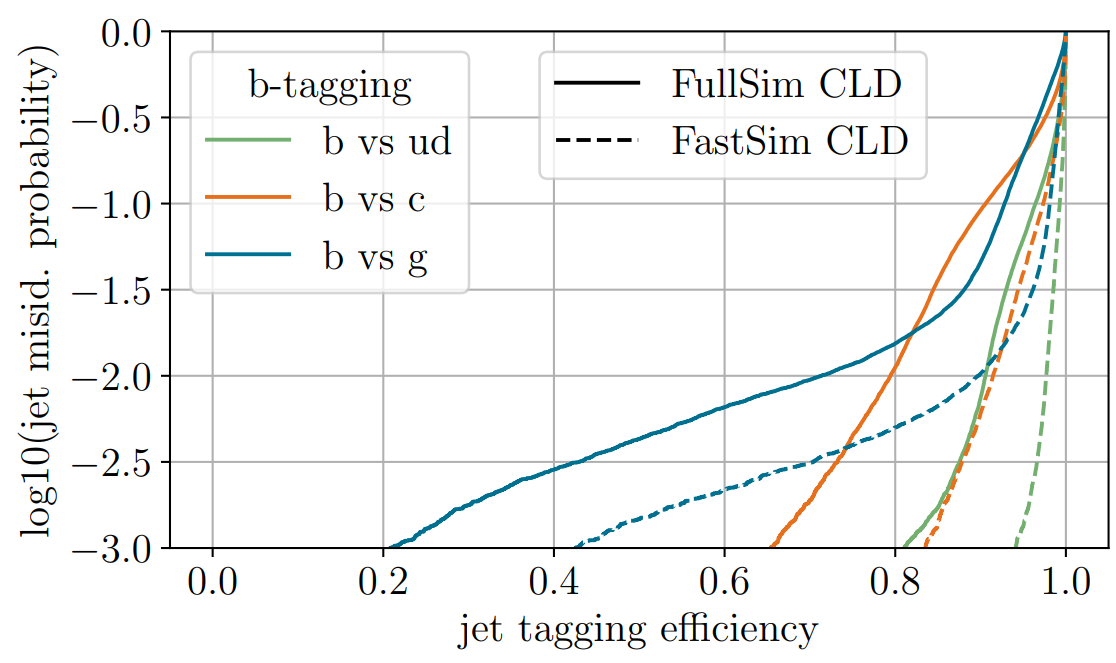 b-tagging
b vs ud
b vs c
b vs g
FullSim CLD
FastSim CLD
log10(jet misid. probability)
0.0
−0.5
−1.0
−1.5
−2.0
−2.5
−3.0
0.0 0.2 0.4 0.6 0.8 1.0
jet tagging efficiency